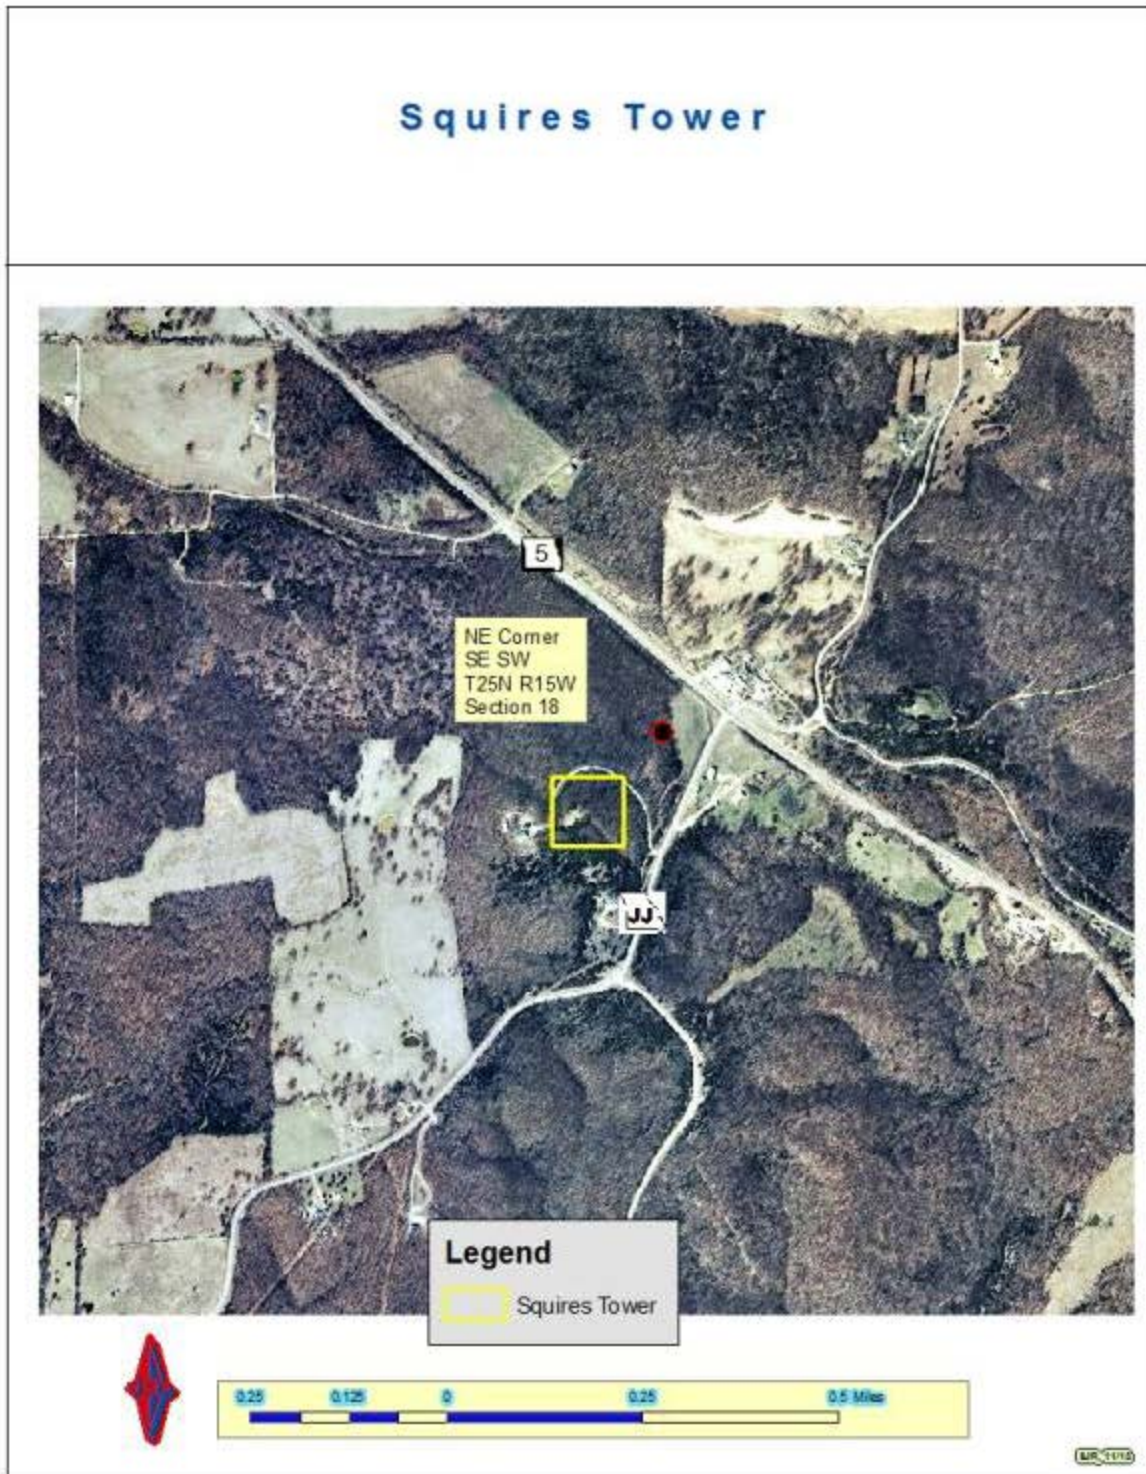 Squires Tower
5
NE Corner
SE SW
T25N R15W
Section 18
JJ
Legend
Squires Tower
0.25 0.125 0 0.25 0.5 Miles